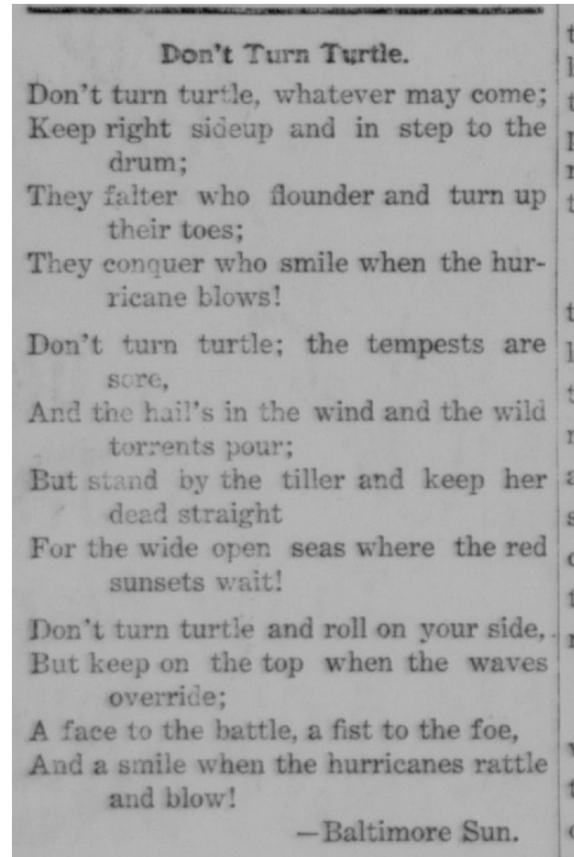 Don't Turn Turtle.
Don't turn turtle, whatever may come;
Keep right sideup and in step to the
drum;
They falter who flounder and turn up
their toes;
They conquer who smile when the hur-
ricane blows!
Don't turn turtle; the tempests are
sore,
And the hail's in the wind and the wild
torrents pour;
But stand by the tiller and keep her
dead straight
For the wide open seas where the red
sunsets wait!
Don't turn turtle and roll on your side,.
But keep on the top when the waves
override;
A face to the battle, a fist to the foe,
And a smile when the hurricanes rattle
and blow!
—Baltimore Sun.